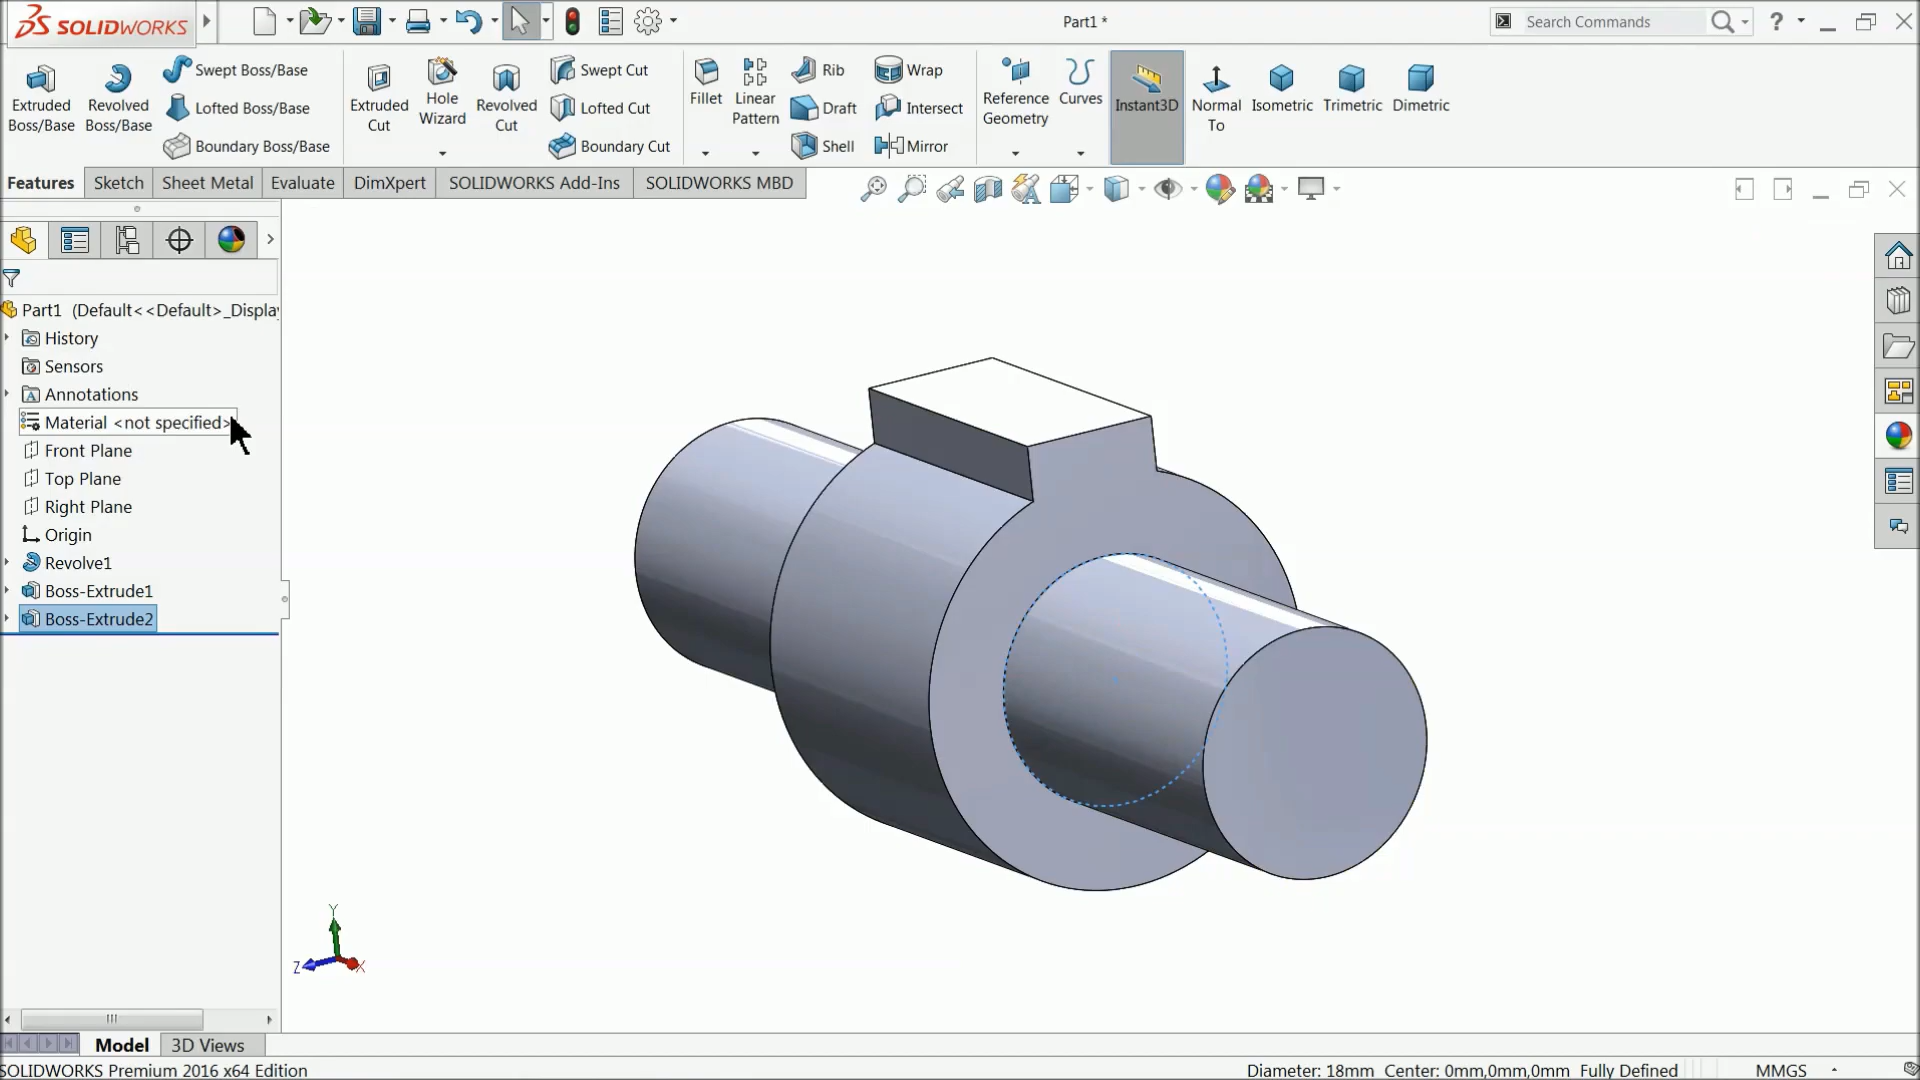 SOLIDWORKS
Part1 *
Search Commands
?
Extruded Boss/Base
Revolved Boss/Base
Swept Boss/Base
Lofted Boss/Base
Boundary Boss/Base
Extruded Cut
Hole Wizard
Revolved Cut
Swept Cut
Lofted Cut
Boundary Cut
Fillet
Linear Pattern
Rib
Draft
Shell
Wrap
Intersect
Mirror
Reference Geometry
Curves
Instant3D
Normal To
Isometric
Trimetric
Dimetric
Features
Sketch
Sheet Metal
Evaluate
DimXpert
SOLIDWORKS Add-Ins
SOLIDWORKS MBD
Part1 (Default<<Default>_Displa
History
Sensors
Annotations
Material <not specified>
Front Plane
Top Plane
Right Plane
Origin
Revolve1
Boss-Extrude1
Boss-Extrude2
Y
Z
X
Model
3D Views
SOLIDWORKS Premium 2016 x64 Edition
Diameter: 18mm Center: 0mm,0mm,0mm Fully Defined
MMGS